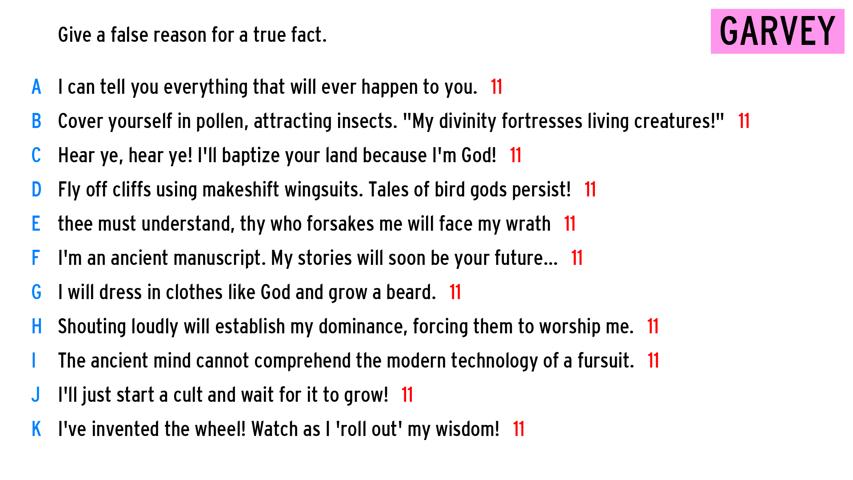 Give a false reason for a true fact.
GARVEY
A I can tell you everything that will ever happen to you. 11
B Cover yourself in pollen, attracting insects. "My divinity fortresses living creatures!" 11
C Hear ye, hear ye! I'll baptize your land because I'm God! 11
D Fly off cliffs using makeshift wingsuits. Tales of bird gods persist! 11
E thee must understand, thy who forsakes me will face my wrath 11
F I'm an ancient manuscript. My stories will soon be your future... 11
G I will dress in clothes like God and grow a beard. 11
H Shouting loudly will establish my dominance, forcing them to worship me. 11
I The ancient mind cannot comprehend the modern technology of a fursuit. 11
J I'll just start a cult and wait for it to grow! 11
K I've invented the wheel! Watch as I 'roll out' my wisdom! 11